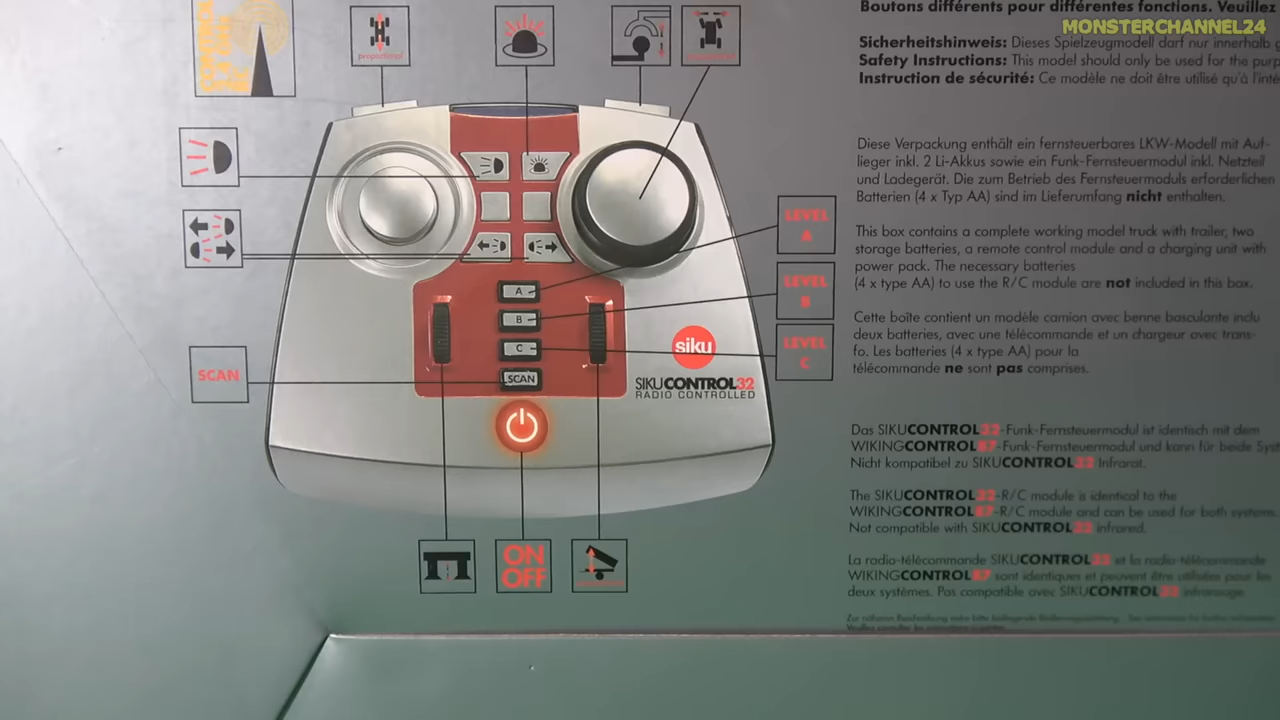 Boutons différents pour différentes fonctions. Veuillez
MONSTERCHANNEL24
Sicherheitshinweis: Dieses Spielzeugmodell darf nur innerhalb
Safety Instructions: This model should only be used for the purp
Instruction de sécurité: Ce modèle ne doit être utilisé qu'à l'inté
CONTROL
proportional
Diese Verpackung enthält ein fernsteuerbares LKW-Modell mit Auf-
lieger inkl. 2 Li-Akkus sowie ein Funk-Fernsteuermodul inkl. Netzteil
und Ladegerät. Die zum Betrieb des Fernsteuermoduls erforderlichen
Batterien (4 x Typ AA) sind im Lieferumfang nicht enthalten.
This box contains a complete working model truck with trailer, two
storage batteries, a remote control module and a charging unit with
power pack. The necessary batteries
(4 x type AA) to use the R/C module are not included in this box.
Cette boîte contient un modèle camion avec benne basculante inclu
deux batteries, avec une télécommande et un chargeur avec trans-
fo. Les batteries (4 x type AA) pour la
télécommande ne sont pas comprises.
LEVEL
A
LEVEL
B
LEVEL
C
A
B
C
SCAN
SCAN
siku
SIKUCONTROL32
RADIO CONTROLLED
ON
OFF
Das SIKUCONTROL32-Funk-Fernsteuermodul ist identisch mit dem
WIKINGCONTROL87-Funk-Fernsteuermodul und kann für beide Syst
Nicht kompatibel zu SIKUCONTROL32 Infrarot.
The SIKUCONTROL32-R/C module is identical to the
WIKINGCONTROL87-R/C module and can be used for both systems.
Not compatible with SIKUCONTROL32 infrared.
La radio-télécommande SIKUCONTROL32 et la radio-télécommande
WIKINGCONTROL87 sont identiques et peuvent être utilisées pour les
deux systèmes. Pas compatible avec SIKUCONTROL32 infrarouge.